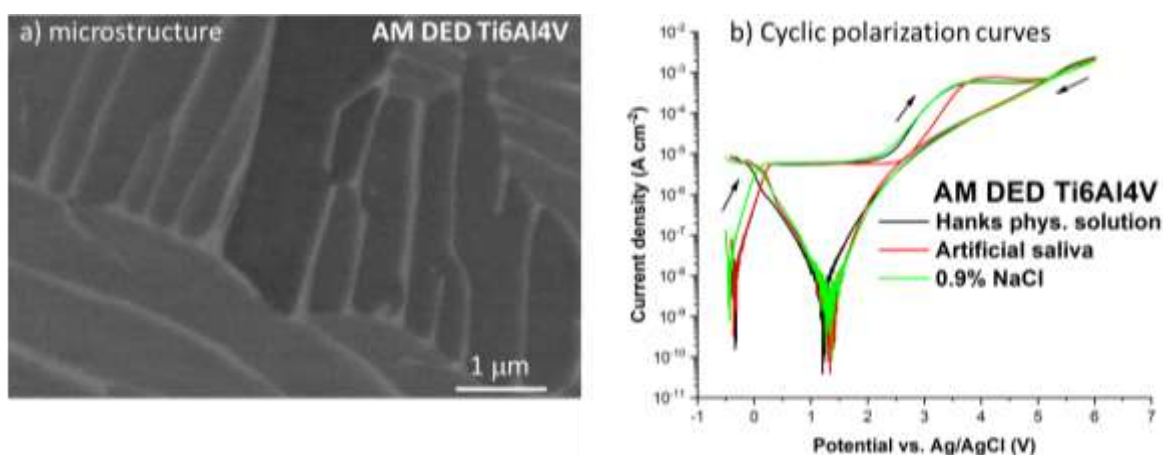 a) microstructure AM DED Ti6Al4V
1 μm
b) Cyclic polarization curves
Current density (A cm⁻²)
10⁻²
10⁻³
10⁻⁴
10⁻⁵
10⁻⁶
10⁻⁷
10⁻⁸
10⁻⁹
10⁻¹⁰
10⁻¹¹
AM DED Ti6Al4V
Hanks phys. solution
Artificial saliva
0.9% NaCl
-1 0 1 2 3 4 5 6 7
Potential vs. Ag/AgCl (V)